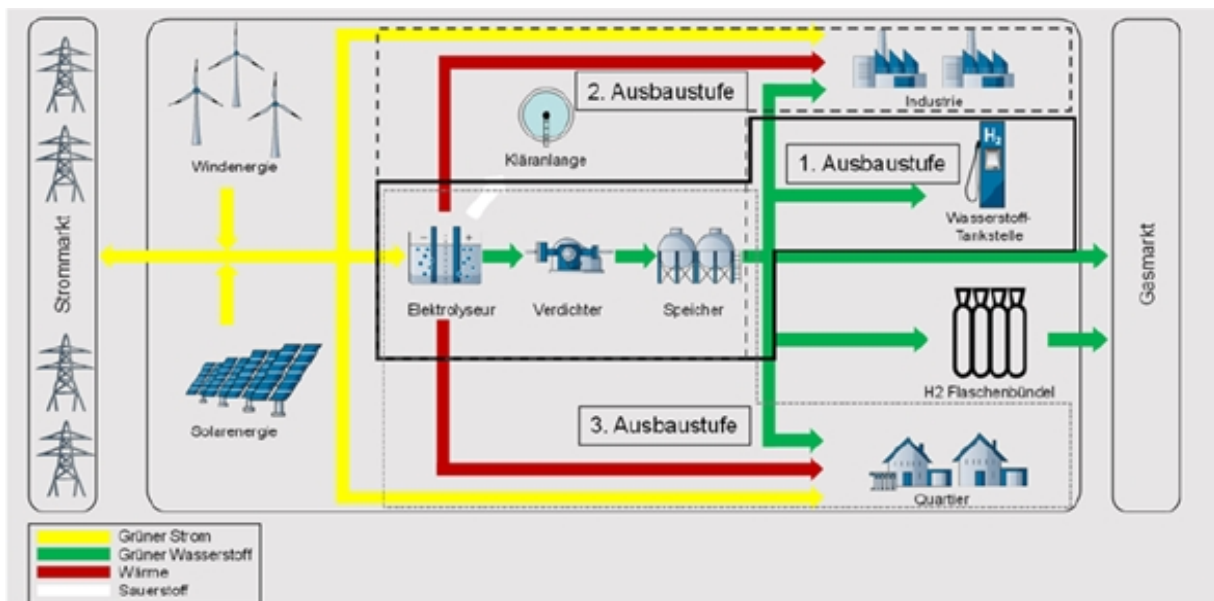 Strommarkt
Windenergie
Solarenergie
2. Ausbaustufe
Kläranlange
Industrie
1. Ausbaustufe
H₂
Wasserstoff-
Tankstelle
− +
Elektrolyseur
Verdichter
Speicher
H2 Flaschenbündel
3. Ausbaustufe
Quartier
Gasmarkt
Grüner Strom
Grüner Wasserstoff
Wärme
Sauerstoff